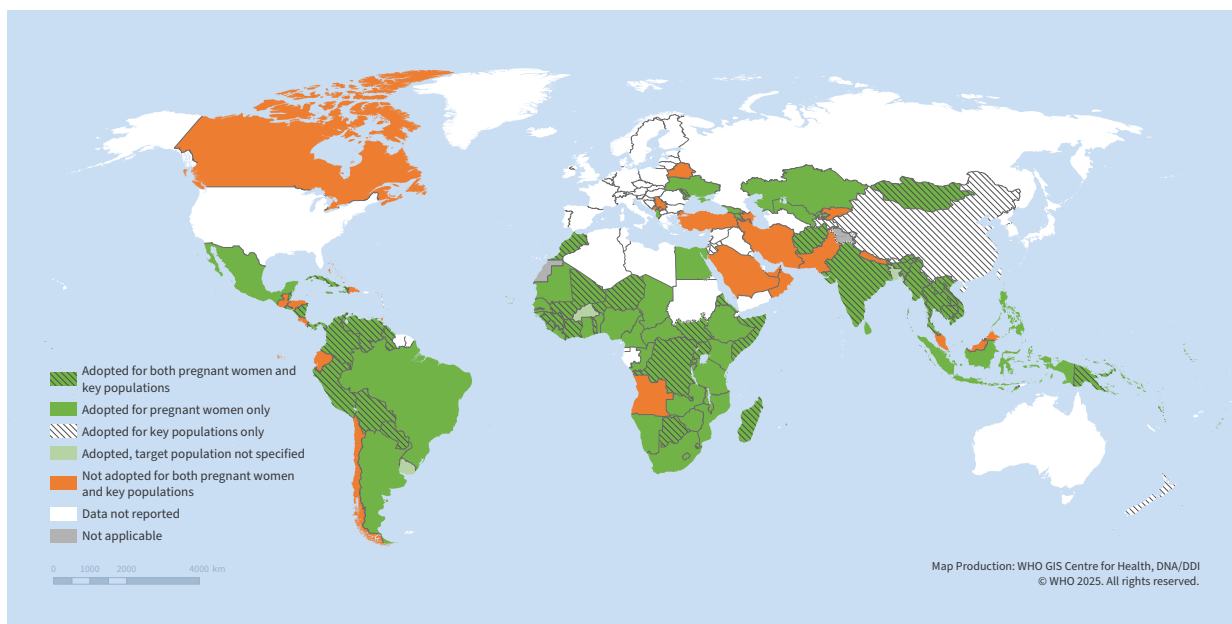 Adopted for both pregnant women and
key populations
Adopted for pregnant women only
Adopted for key populations only
Adopted, target population not specified
Not adopted for both pregnant women
and key populations
Data not reported
Not applicable
0 1000 2000 4000 km
Map Production: WHO GIS Centre for Health, DNA/DDI
© WHO 2025. All rights reserved.